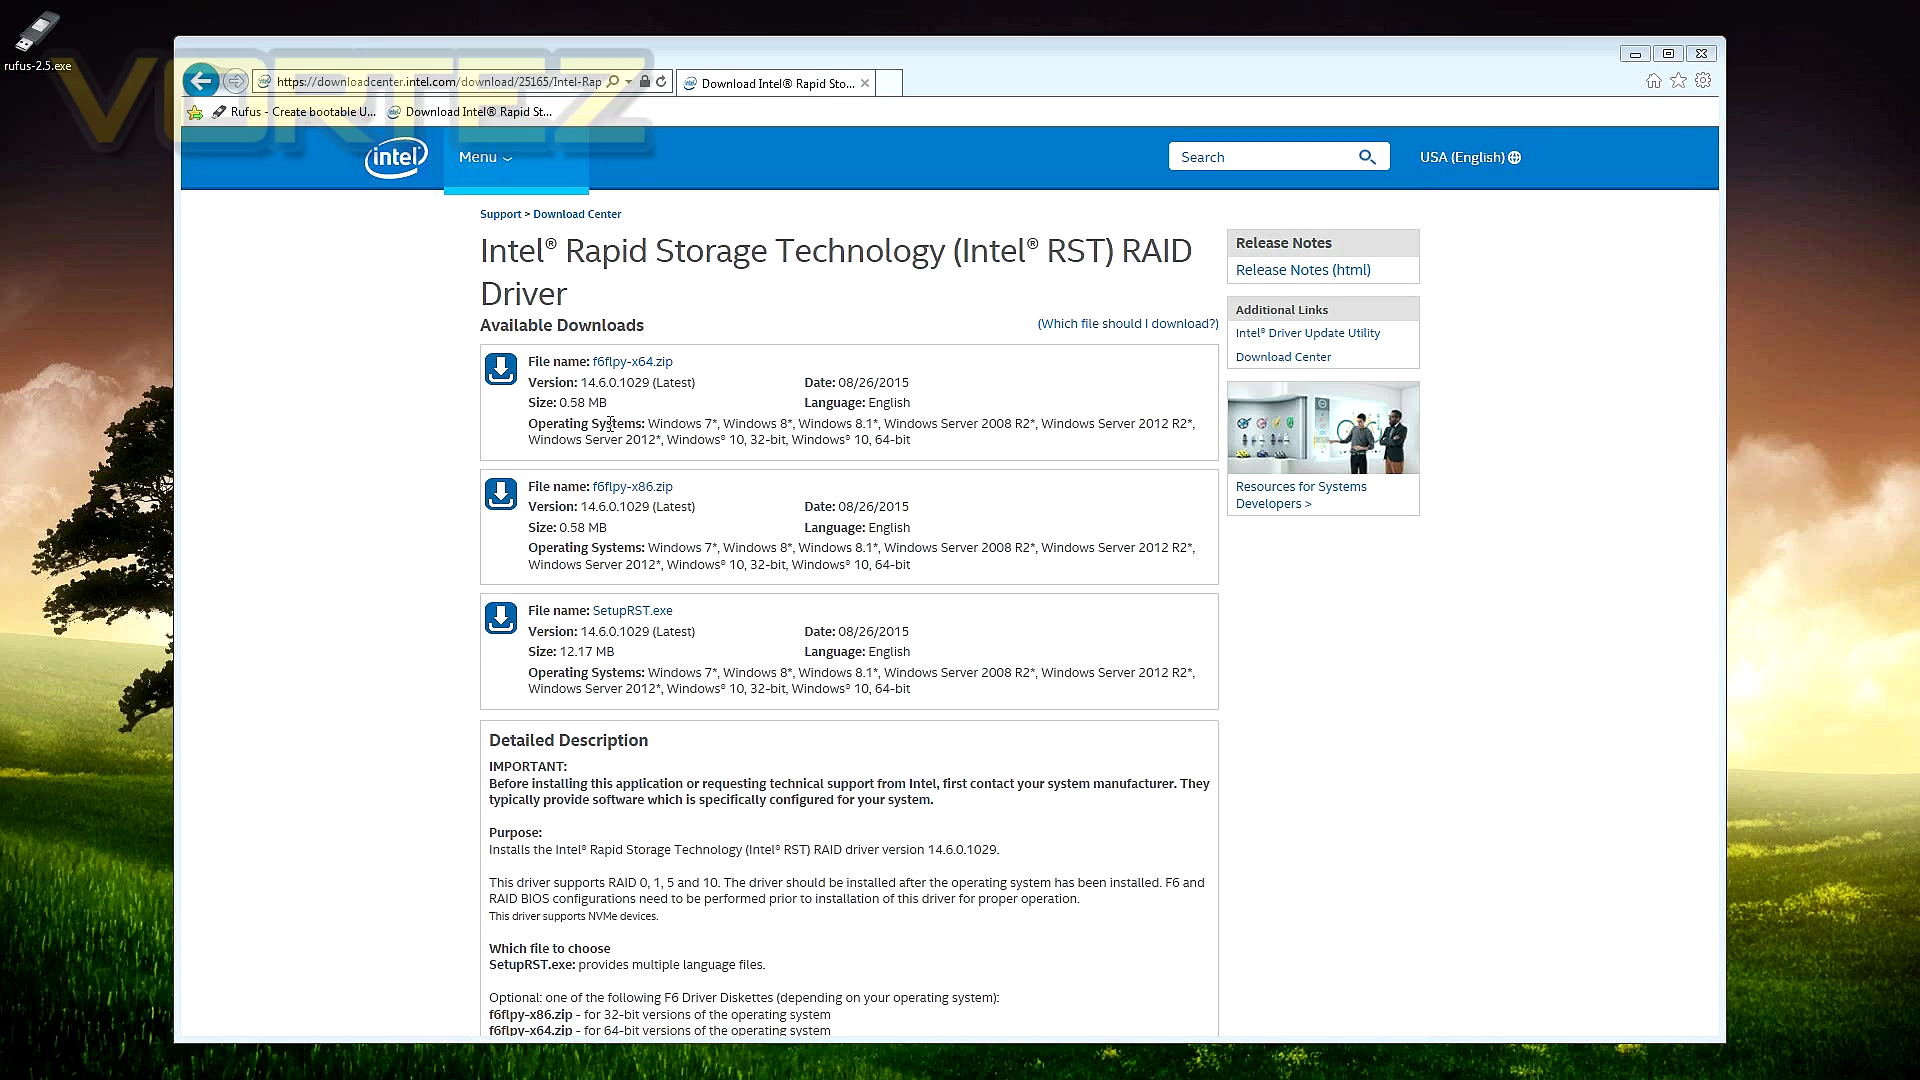 rufus-2.5.exe
VORTEZ
https://downloadcenter.intel.com/download/25165/Intel-Rap
Download Intel® Rapid Sto...
Rufus - Create bootable U...
Download Intel® Rapid St...
intel
Menu
Search
USA (English)
Support > Download Center
Intel® Rapid Storage Technology (Intel® RST) RAID
Driver
Available Downloads
(Which file should I download?)
File name: f6flpy-x64.zip
Version: 14.6.0.1029 (Latest)
Date: 08/26/2015
Size: 0.58 MB
Language: English
Operating Systems: Windows 7*, Windows 8*, Windows 8.1*, Windows Server 2008 R2*, Windows Server 2012 R2*,
Windows Server 2012*, Windows® 10, 32-bit, Windows® 10, 64-bit
File name: f6flpy-x86.zip
Version: 14.6.0.1029 (Latest)
Date: 08/26/2015
Size: 0.58 MB
Language: English
Operating Systems: Windows 7*, Windows 8*, Windows 8.1*, Windows Server 2008 R2*, Windows Server 2012 R2*,
Windows Server 2012*, Windows® 10, 32-bit, Windows® 10, 64-bit
File name: SetupRST.exe
Version: 14.6.0.1029 (Latest)
Date: 08/26/2015
Size: 12.17 MB
Language: English
Operating Systems: Windows 7*, Windows 8*, Windows 8.1*, Windows Server 2008 R2*, Windows Server 2012 R2*,
Windows Server 2012*, Windows® 10, 32-bit, Windows® 10, 64-bit
Detailed Description
IMPORTANT:
Before installing this application or requesting technical support from Intel, first contact your system manufacturer. They
typically provide software which is specifically configured for your system.
Purpose:
Installs the Intel® Rapid Storage Technology (Intel® RST) RAID driver version 14.6.0.1029.
This driver supports RAID 0, 1, 5 and 10. The driver should be installed after the operating system has been installed. F6 and
RAID BIOS configurations need to be performed prior to installation of this driver for proper operation.
This driver supports NVMe devices.
Which file to choose
SetupRST.exe: provides multiple language files.
Optional: one of the following F6 Driver Diskettes (depending on your operating system):
f6flpy-x86.zip - for 32-bit versions of the operating system
f6flpy-x64.zip - for 64-bit versions of the operating system
Release Notes
Release Notes (html)
Additional Links
Intel® Driver Update Utility
Download Center
Resources for Systems
Developers >